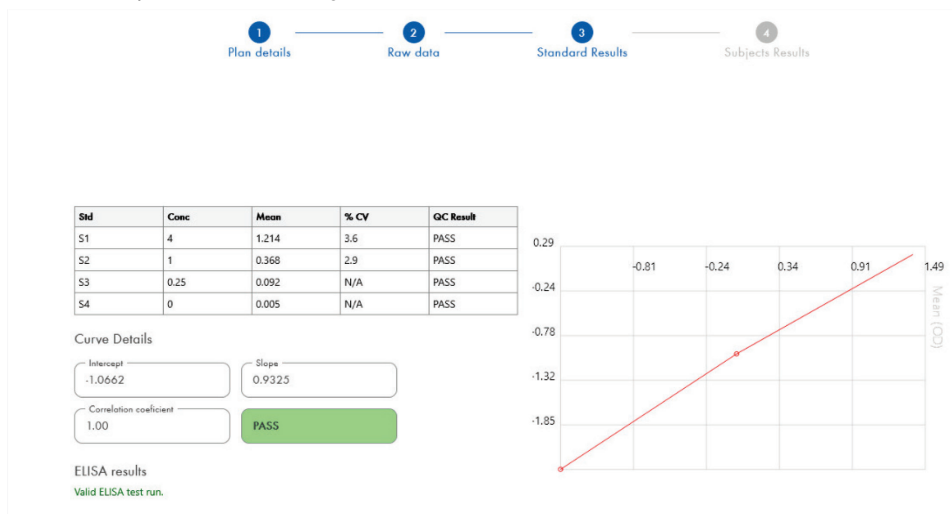 1 2 3 4
Plan details Raw data Standard Results Subjects Results
Std Conc Mean % CV QC Result
S1 4 1.214 3.6 PASS
S2 1 0.368 2.9 PASS
S3 0.25 0.092 N/A PASS
S4 0 0.005 N/A PASS
Curve Details
Intercept Slope
-1.0662 0.9325
Correlation coeficient
1.00 PASS
ELISA results
Valid ELISA test run.
0.29
-0.81 -0.24 0.34 0.91 1.49
-0.24
-0.78
-1.32
-1.85
Mean (OD)